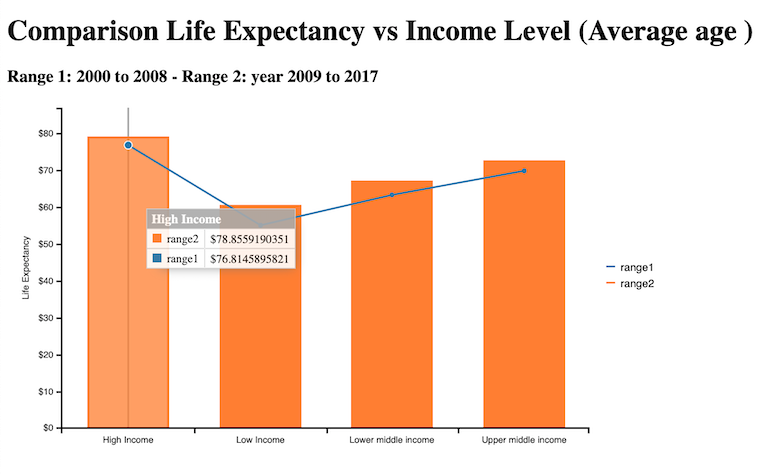 Comparison Life Expectancy vs Income Level (Average age )
Range 1: 2000 to 2008 - Range 2: year 2009 to 2017
$80
$70
$60
$50
$40
$30
$20
$10
$0
Life Expectancy
High Income
range2 $78.8559190351
range1 $76.8145895821
range1
range2
High Income Low Income Lower middle income Upper middle income